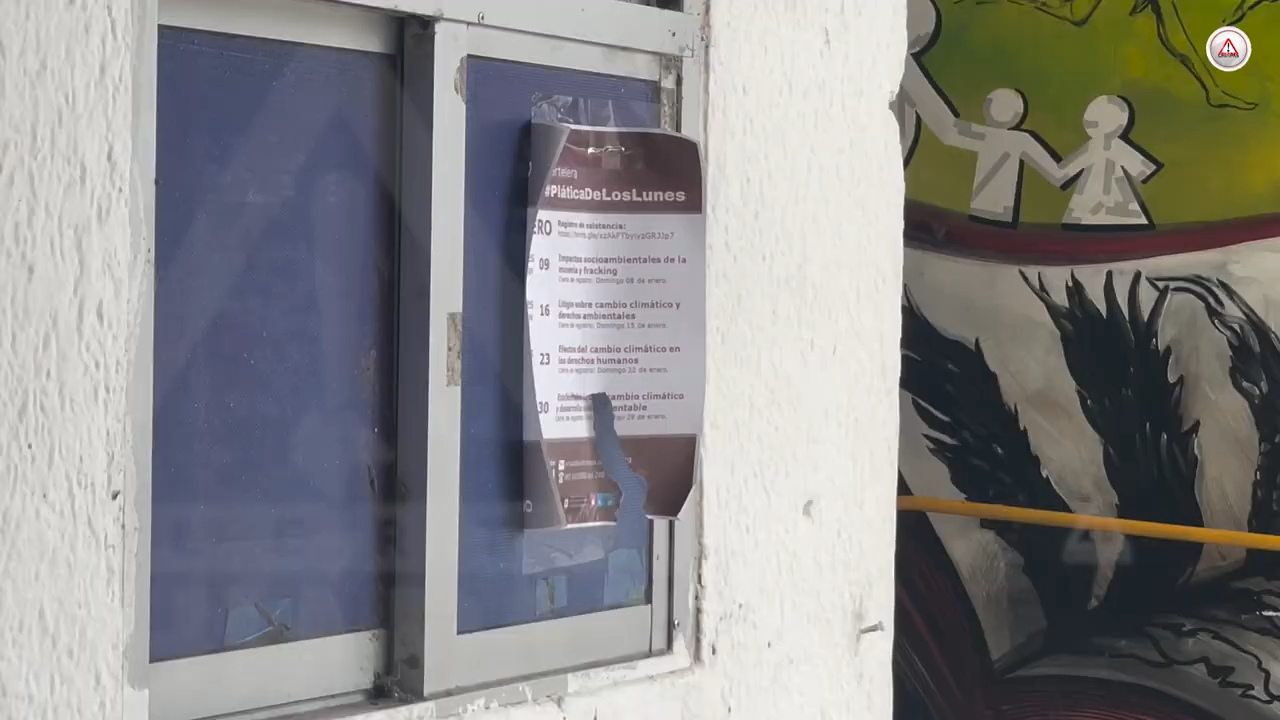 #PláticaDeLosLunes
ERO
Registro de asistencia:
09
Impactos socioambientales de la
minería y fracking
Cierre de registro: Domingo 08 de enero.
16
Litigio sobre cambio climático y
derechos ambientales
Cierre de registro: Domingo 15 de enero.
23
Efectos del cambio climático en
los derechos humanos
Cierre de registro: Domingo 22 de enero.
30
cambio climático
y desarrollo
Cierre de registro: 29 de enero.